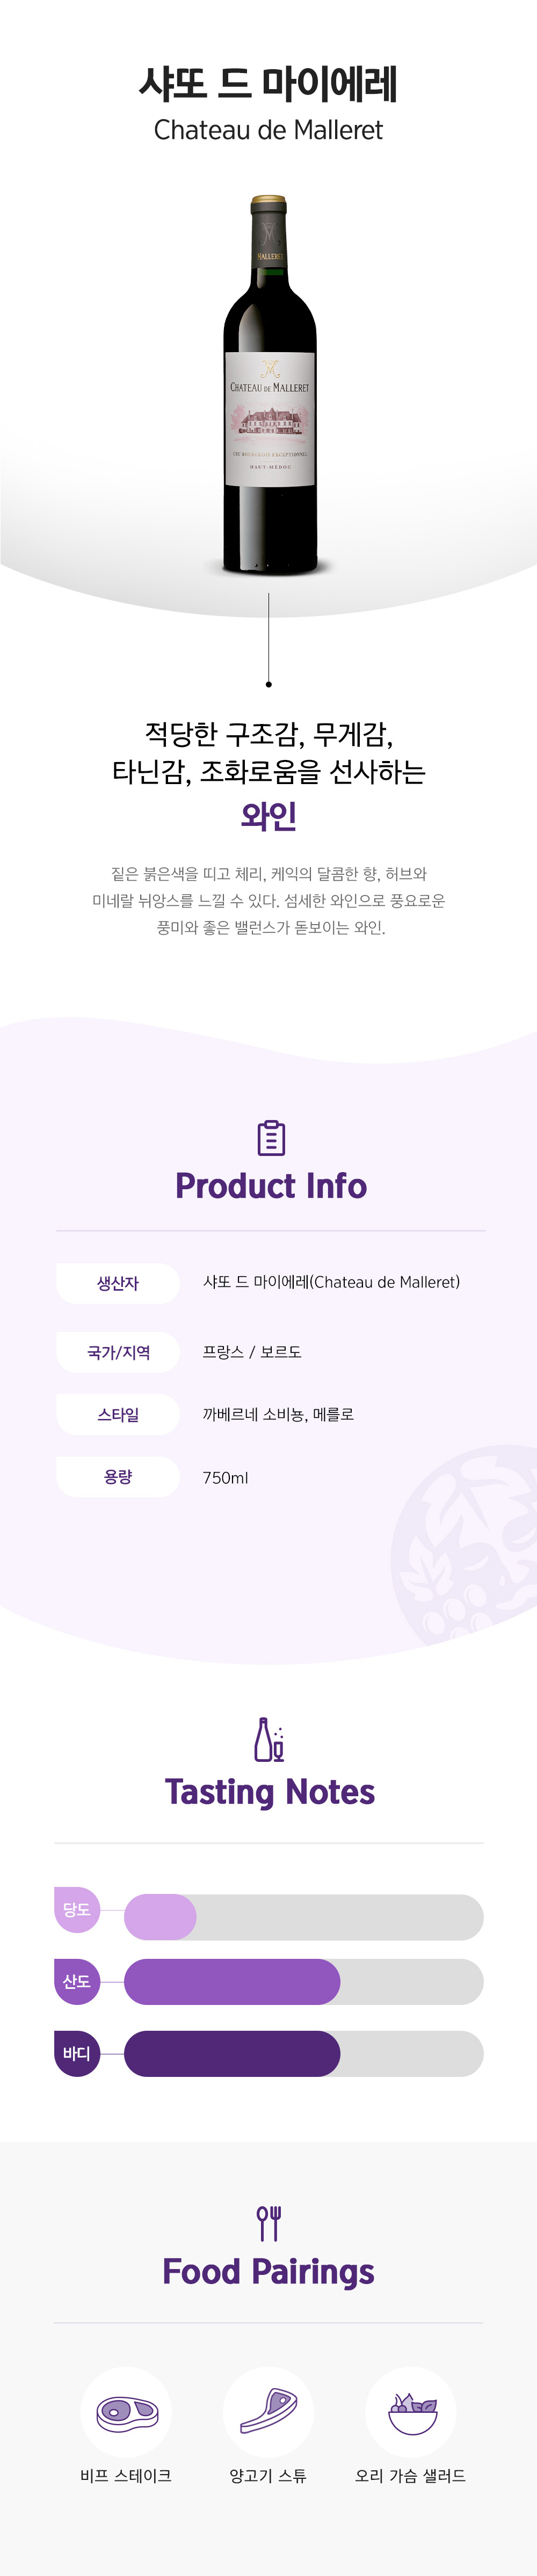 샤또 드 마이에레
Chateau de Malleret
MALLERET
CHATEAU DE MALLERET
CRU BOURGEOIS EXCEPTIONNEL
HAUT-MÉDOC
적당한 구조감, 무게감,
타닌감, 조화로움을 선사하는
와인
짙은 붉은색을 띠고 체리, 케익의 달콤한 향, 허브와
미네랄 뉘앙스를 느낄 수 있다. 섬세한 와인으로 풍요로운
풍미와 좋은 밸런스가 돋보이는 와인.
Product Info
생산자 샤또 드 마이에레(Chateau de Malleret)
국가/지역 프랑스 / 보르도
스타일 까베르네 소비뇽, 메를로
용량 750ml
Tasting Notes
당도
산도
바디
Food Pairings
비프 스테이크 양고기 스튜 오리 가슴 샐러드